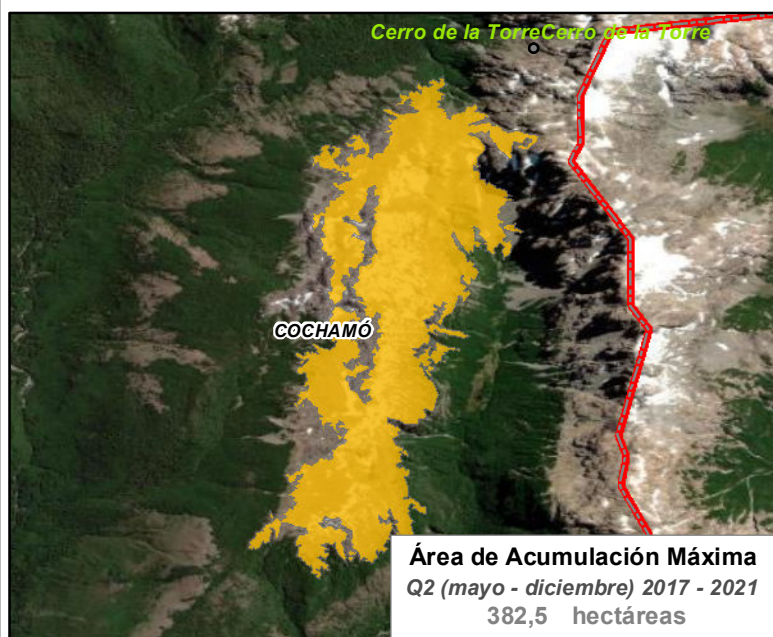 Cerro de la TorreCerro de la Torre
COCHAMÓ
Área de Acumulación Máxima
Q2 (mayo - diciembre) 2017 - 2021
382,5 hectáreas